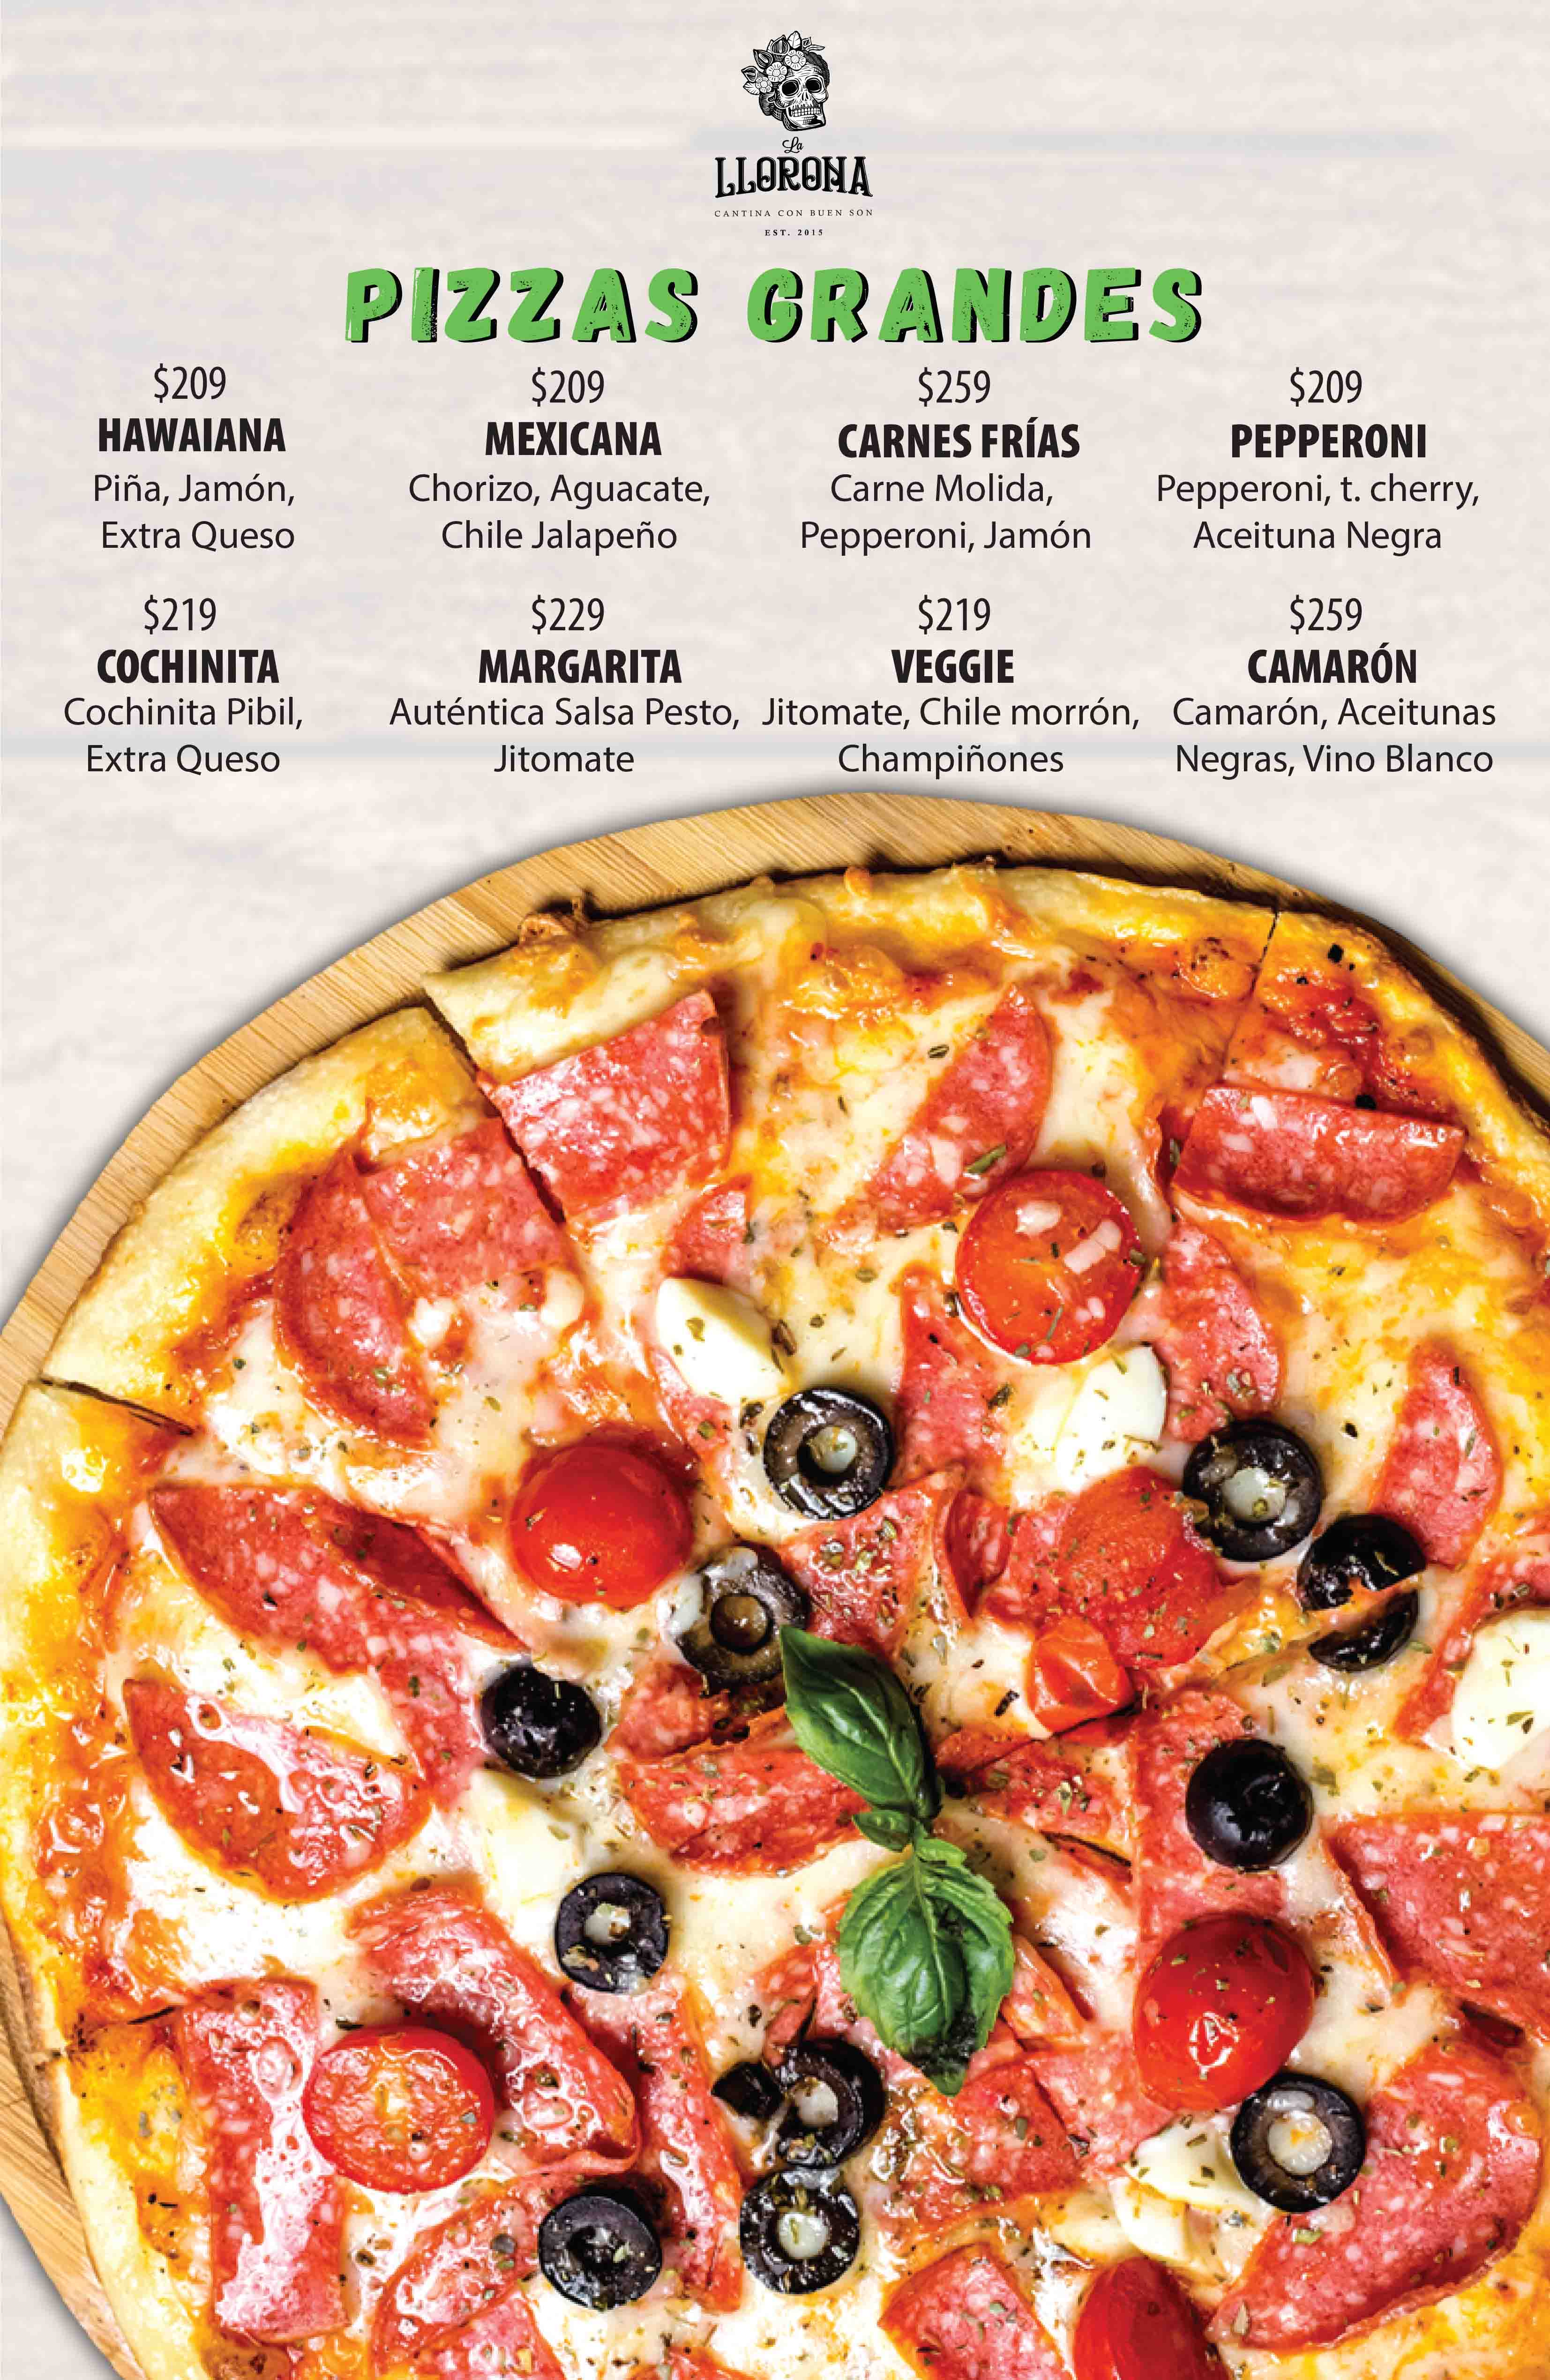 La
LLORONA
CANTINA CON BUEN SON
EST. 2015
PIZZAS GRANDES
$209
HAWAIANA
Piña, Jamón,
Extra Queso
$209
MEXICANA
Chorizo, Aguacate,
Chile Jalapeño
$259
CARNES FRÍAS
Carne Molida,
Pepperoni, Jamón
$209
PEPPERONI
Pepperoni, t. cherry,
Aceituna Negra
$219
COCHINITA
Cochinita Pibil,
Extra Queso
$229
MARGARITA
Auténtica Salsa Pesto,
Jitomate
$219
VEGGIE
Jitomate, Chile morrón,
Champiñones
$259
CAMARÓN
Camarón, Aceitunas
Negras, Vino Blanco